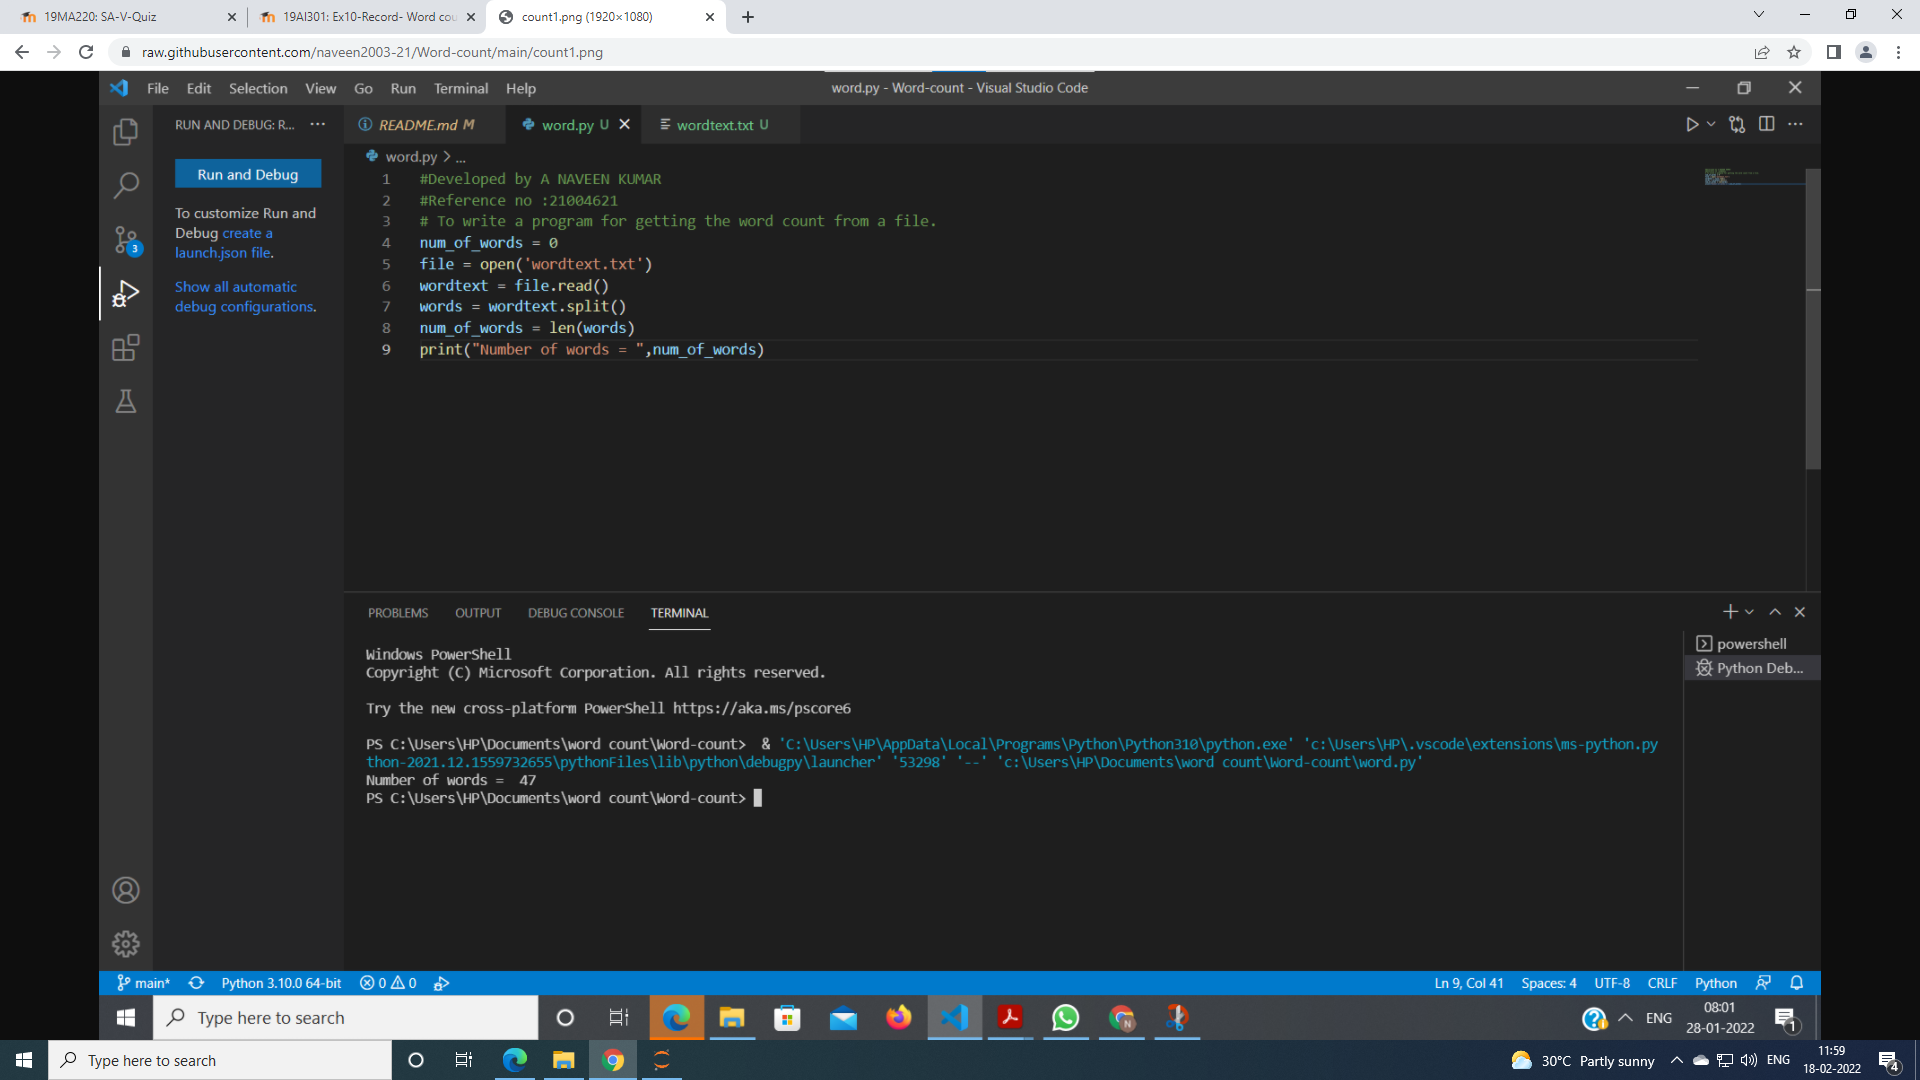 19MA220: SA-V-Quiz
19AI301: Ex10-Record- Word cou
count1.png (1920×1080)
raw.githubusercontent.com/naveen2003-21/Word-count/main/count1.png
File Edit Selection View Go Run Terminal Help
word.py - Word-count - Visual Studio Code
RUN AND DEBUG: R...
README.md M
word.py U
wordtext.txt U
word.py > ...
Run and Debug
To customize Run and
Debug create a
launch.json file.
Show all automatic
debug configurations.
1 #Developed by A NAVEEN KUMAR
2 #Reference no :21004621
3 # To write a program for getting the word count from a file.
4 num_of_words = 0
5 file = open('wordtext.txt')
6 wordtext = file.read()
7 words = wordtext.split()
8 num_of_words = len(words)
9 print("Number of words = ",num_of_words)
PROBLEMS OUTPUT DEBUG CONSOLE TERMINAL
powershell
Python Deb...
Windows PowerShell
Copyright (C) Microsoft Corporation. All rights reserved.
Try the new cross-platform PowerShell https://aka.ms/pscore6
PS C:\Users\HP\Documents\word count\Word-count>  & 'C:\Users\HP\AppData\Local\Programs\Python\Python310\python.exe' 'c:\Users\HP\.vscode\extensions\ms-python.py
thon-2021.12.1559732655\pythonFiles\lib\python\debugpy\launcher' '53298' '--' 'c:\Users\HP\Documents\word count\Word-count\word.py'
Number of words =  47
PS C:\Users\HP\Documents\word count\Word-count>
3
main* Python 3.10.0 64-bit 0 0 Ln 9, Col 41 Spaces: 4 UTF-8 CRLF Python
Type here to search
N
ENG
08:01
28-01-2022
1
Type here to search
30°C Partly sunny
ENG
11:59
18-02-2022
4